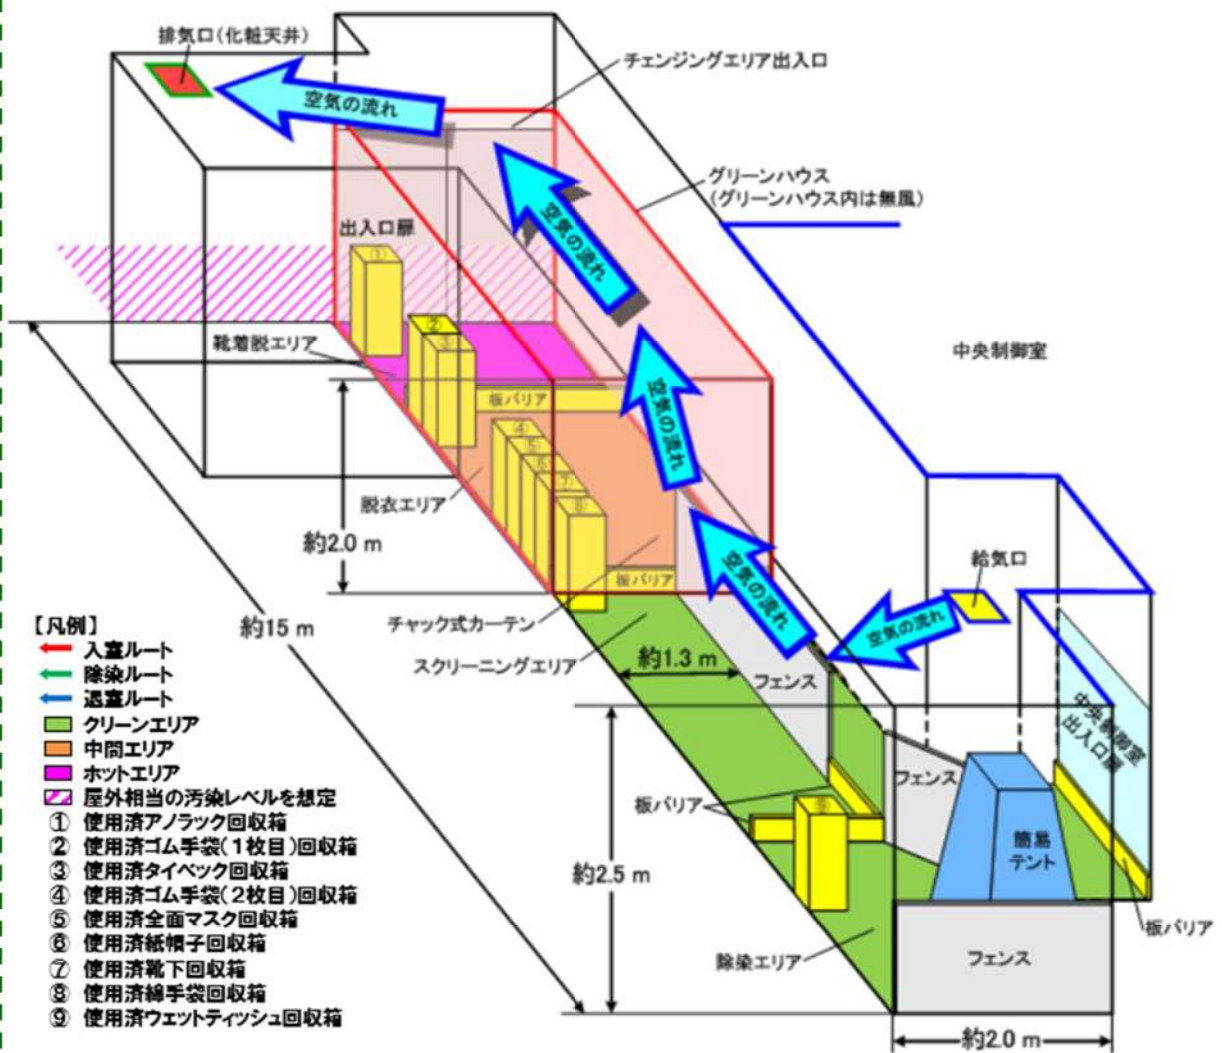 排気口(化粧天井)
チェンジングエリア出入口
空気の流れ
グリーンハウス
(グリーンハウス内は無風)
空気の流れ
出入口扉
①
②
③
靴着脱エリア
中央制御室
空気の流れ
板バリア
④
⑤
⑥
⑦
⑧
脱衣エリア
約2.0 m
板バリア
空気の流れ
給気口
空気の流れ
チャック式カーテン
スクリーニングエリア
約15 m
約1.3 m
フェンス
中央制御室
出入口扉
フェンス
板バリア
⑨
簡易
テント
約2.5 m
板バリア
除染エリア
フェンス
約2.0 m
【凡例】
入室ルート
除染ルート
退室ルート
クリーンエリア
中間エリア
ホットエリア
屋外相当の汚染レベルを想定
① 使用済アノラック回収箱
② 使用済ゴム手袋(1枚目)回収箱
③ 使用済タイベック回収箱
④ 使用済ゴム手袋(2枚目)回収箱
⑤ 使用済全面マスク回収箱
⑥ 使用済紙帽子回収箱
⑦ 使用済靴下回収箱
⑧ 使用済綿手袋回収箱
⑨ 使用済ウェットティッシュ回収箱